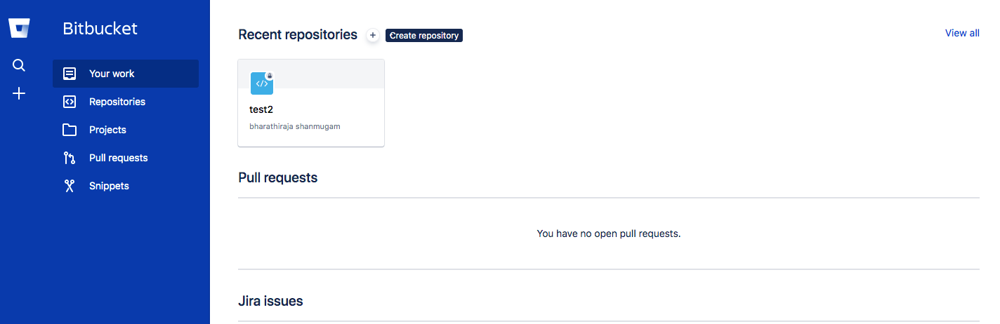 Bitbucket
Your work
Repositories
Projects
Pull requests
Snippets
Recent repositories + Create repository
View all
</>
test2
bharathiraja shanmugam
Pull requests
You have no open pull requests.
Jira issues